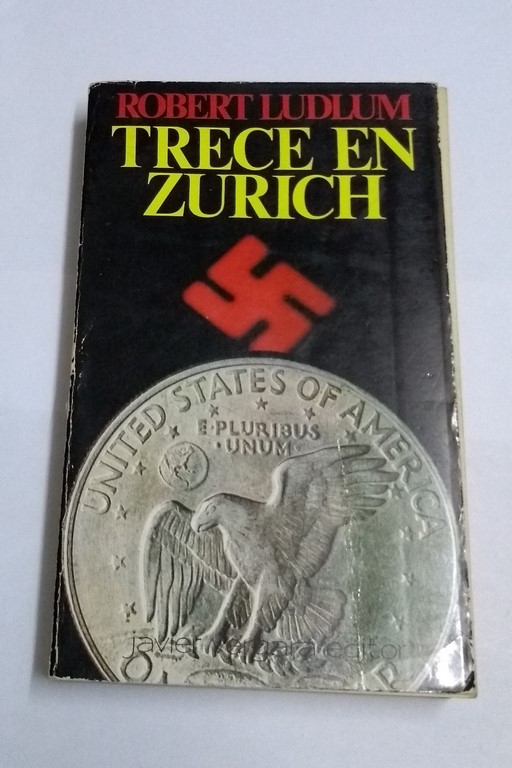 ROBERT LUDLUM
TRECE EN
ZURICH
UNITED STATES OF AMERICA
E·PLURIBUS
·UNUM·
javier vergara editor